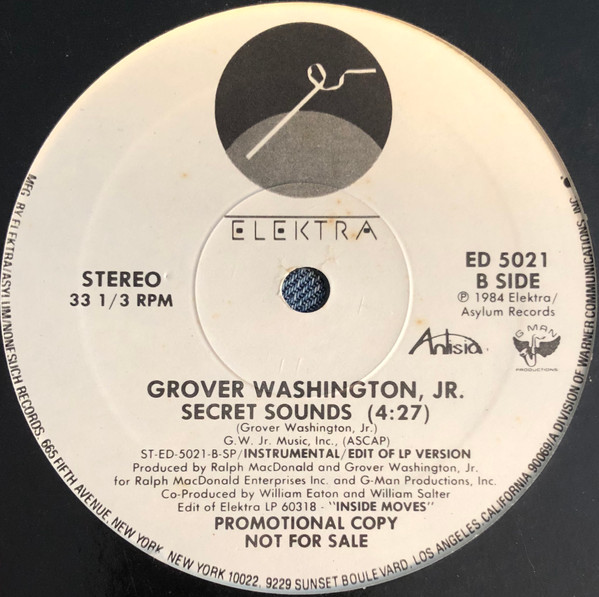 ELEKTRA
STEREO
33 1/3 RPM
ED 5021
B SIDE
℗ 1984 Elektra/
Asylum Records
Antisia
G-MAN
PRODUCTIONS
GROVER WASHINGTON, JR.
SECRET SOUNDS (4:27)
(Grover Washington, Jr.)
G.W. Jr. Music, Inc., (ASCAP)
ST-ED-5021-B-SP/INSTRUMENTAL/EDIT OF LP VERSION
Produced by Ralph MacDonald and Grover Washington, Jr.
for Ralph MacDonald Enterprises Inc. and G-Man Productions, Inc.
Co-Produced by William Eaton and William Salter
Edit of Elektra LP 60318 - "INSIDE MOVES"
PROMOTIONAL COPY
NOT FOR SALE
MFG. BY ELEKTRA/ASYLUM/NONESUCH RECORDS, 665 FIFTH AVENUE, NEW YORK, NEW YORK 10022, 9229 SUNSET BOULEVARD, LOS ANGELES, CALIFORNIA 90069/A DIVISION OF WARNER COMMUNICATIONS, INC.